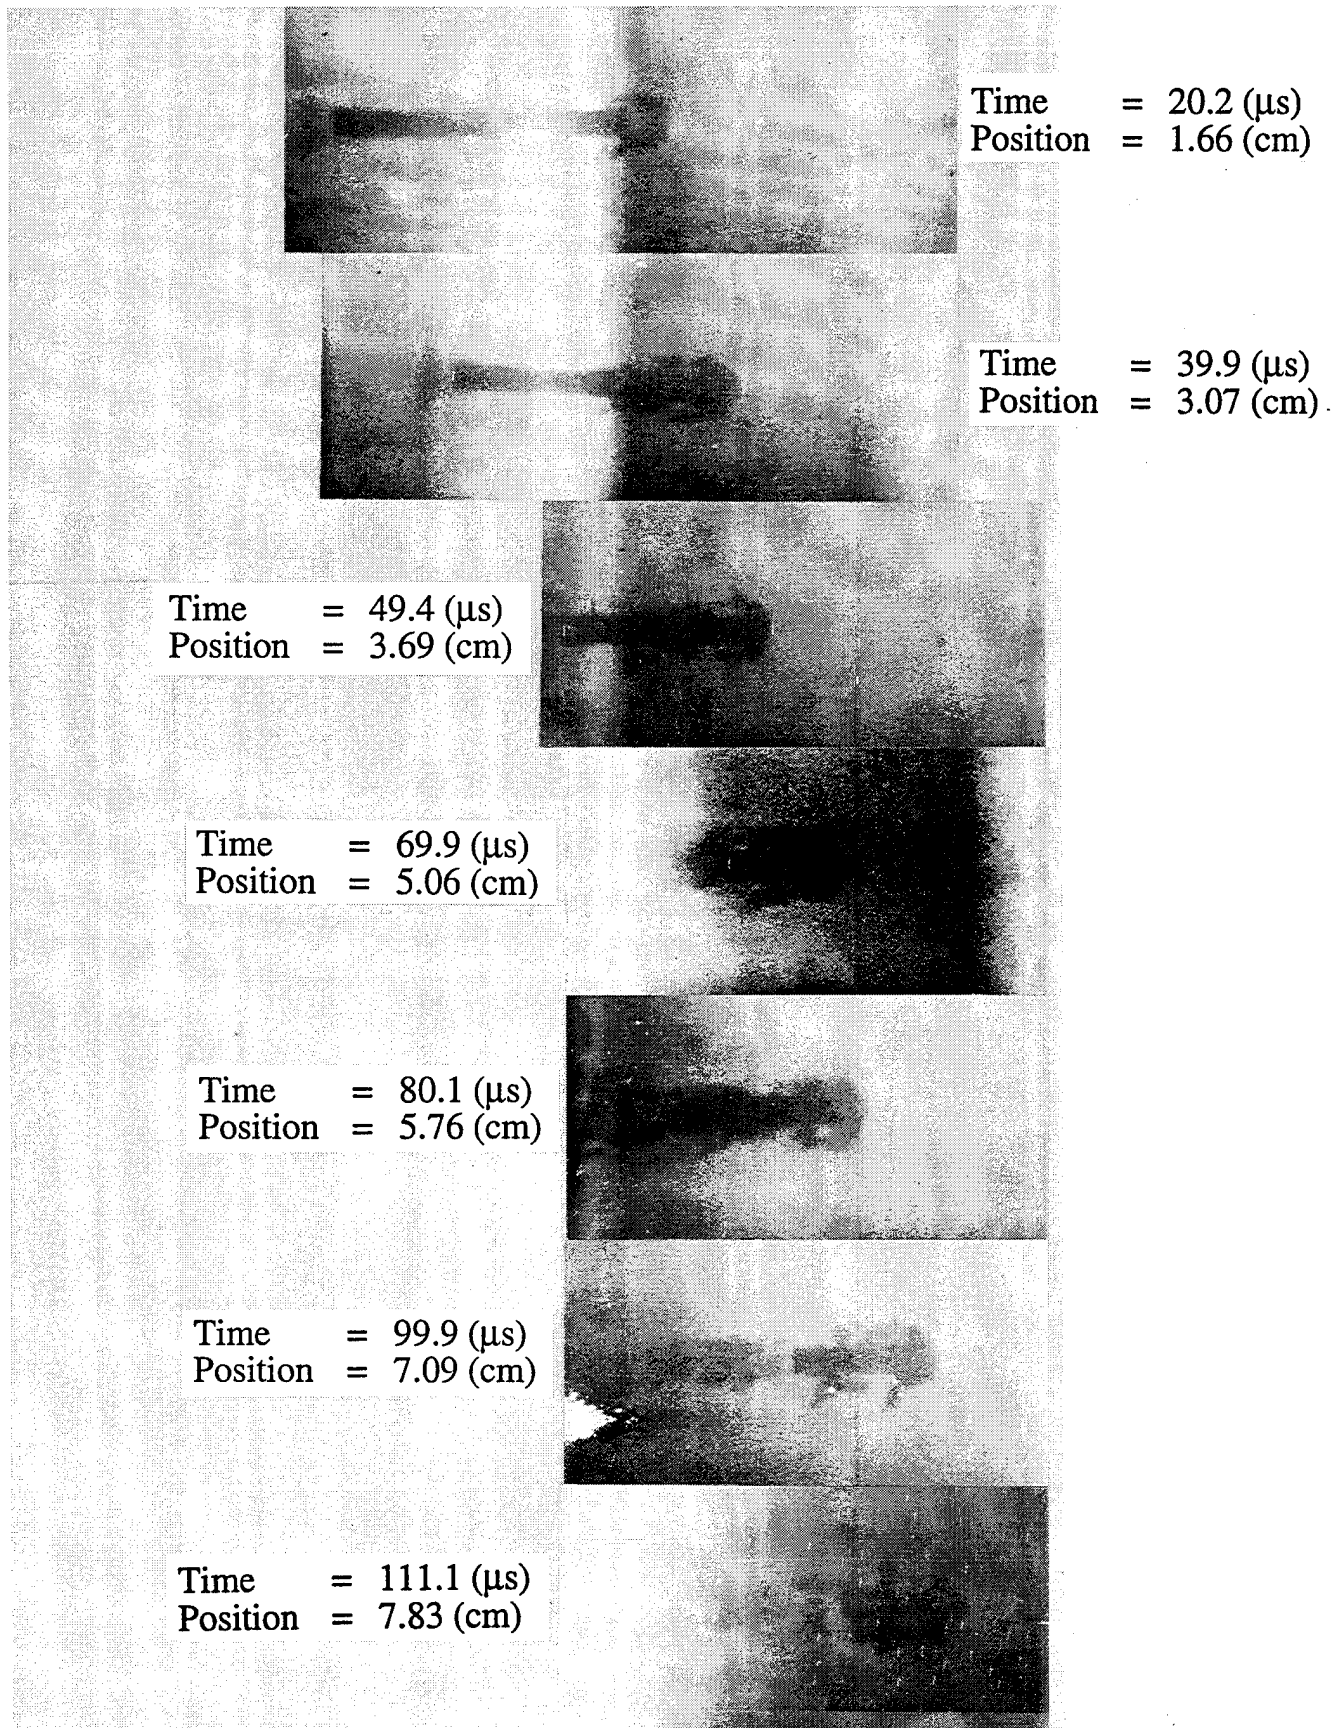 Time = 20.2 (μs)
Position = 1.66 (cm)
Time = 39.9 (μs)
Position = 3.07 (cm)
Time = 49.4 (μs)
Position = 3.69 (cm)
Time = 69.9 (μs)
Position = 5.06 (cm)
Time = 80.1 (μs)
Position = 5.76 (cm)
Time = 99.9 (μs)
Position = 7.09 (cm)
Time = 111.1 (μs)
Position = 7.83 (cm)